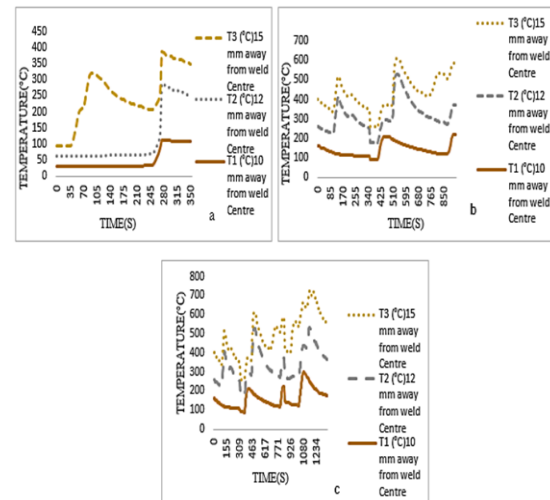 450
400
350
300
250
200
150
100
50
0
TEMPERATURE(°C)
0 35 70 105 140 175 210 245 280 315 350
TIME(S)
T3 (°C)15
mm away
from weld
Centre
T2 (°C)12
mm away
from weld
Centre
T1 (°C)10
mm away
from weld
Centre
a
700
600
500
400
300
200
100
0
TEMPERATURE(°C)
0 85 170 255 340 425 510 595 680 765 850
TIME(S)
T3 (°C)15
mm away
from weld
Centre
T2 (°C)12
mm away
from weld
Centre
T1 (°C)10
mm away
from weld
Centre
b
800
700
600
500
400
300
200
100
0
TEMPERATURE(°C)
0 155 309 463 617 771 926 1080 1234
TIME(S)
T3 (°C)15
mm away
from weld
Centre
T2 (°C)12
mm away
from weld
Centre
T1 (°C)10
mm away
from weld
Centre
c